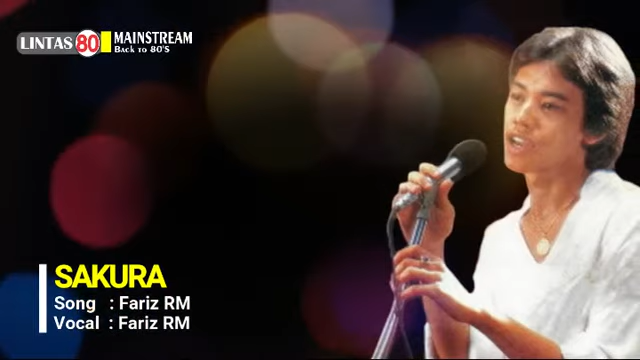 LINTAS 80 MAINSTREAM
Back to 80's
SAKURA
Song : Fariz RM
Vocal : Fariz RM